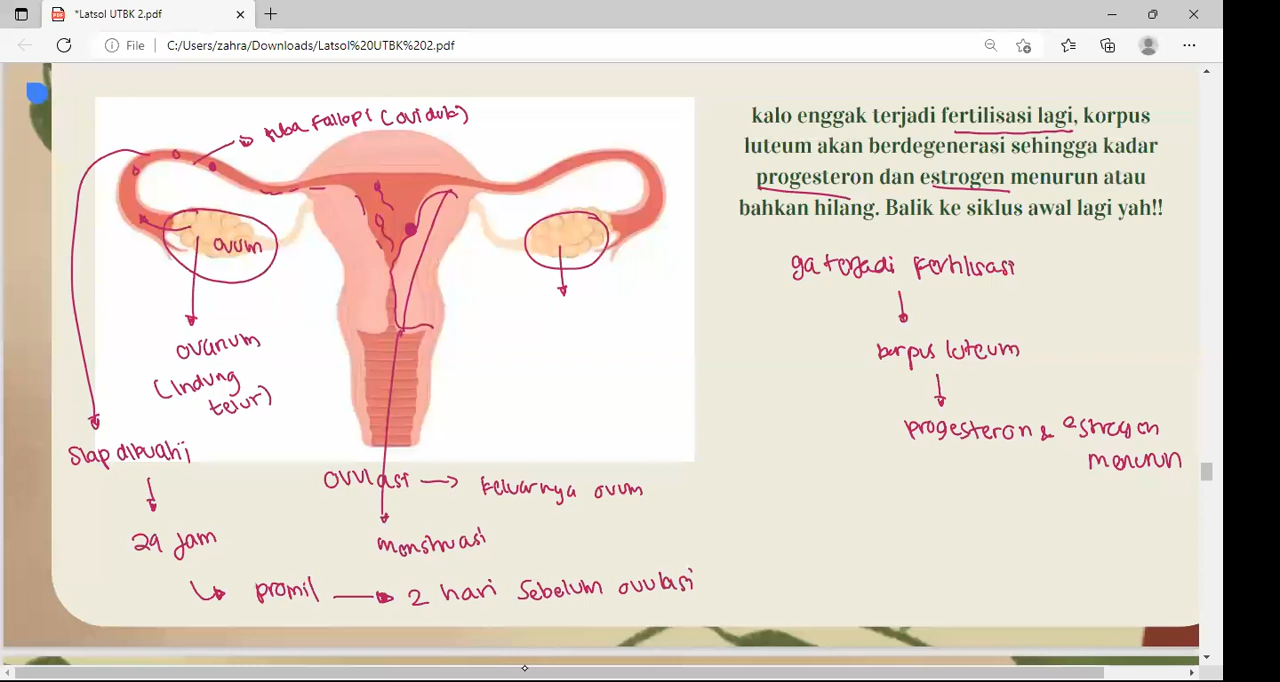 *Latsol UTBK 2.pdf
File
C:/Users/zahra/Downloads/Latsol%20UTBK%202.pdf
kalo enggak terjadi fertilisasi lagi, korpus
luteum akan berdegenerasi sehingga kadar
progesteron dan estrogen menurun atau
bahkan hilang. Balik ke siklus awal lagi yah!!
tuba fallopi (oviduk)
ovum
ovarium
(Indung
telur)
Siap dibuahi
24 jam
promil 2 hari sebelum ovulasi
ovulasi keluarnya ovum
menstruasi
ga terjadi fertilisasi
korpus luteum
progesteron & estrogen
menurun